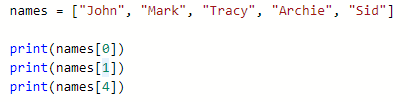 names = ["John", "Mark", "Tracy", "Archie", "Sid"]
print(names[0])
print(names[1])
print(names[4])